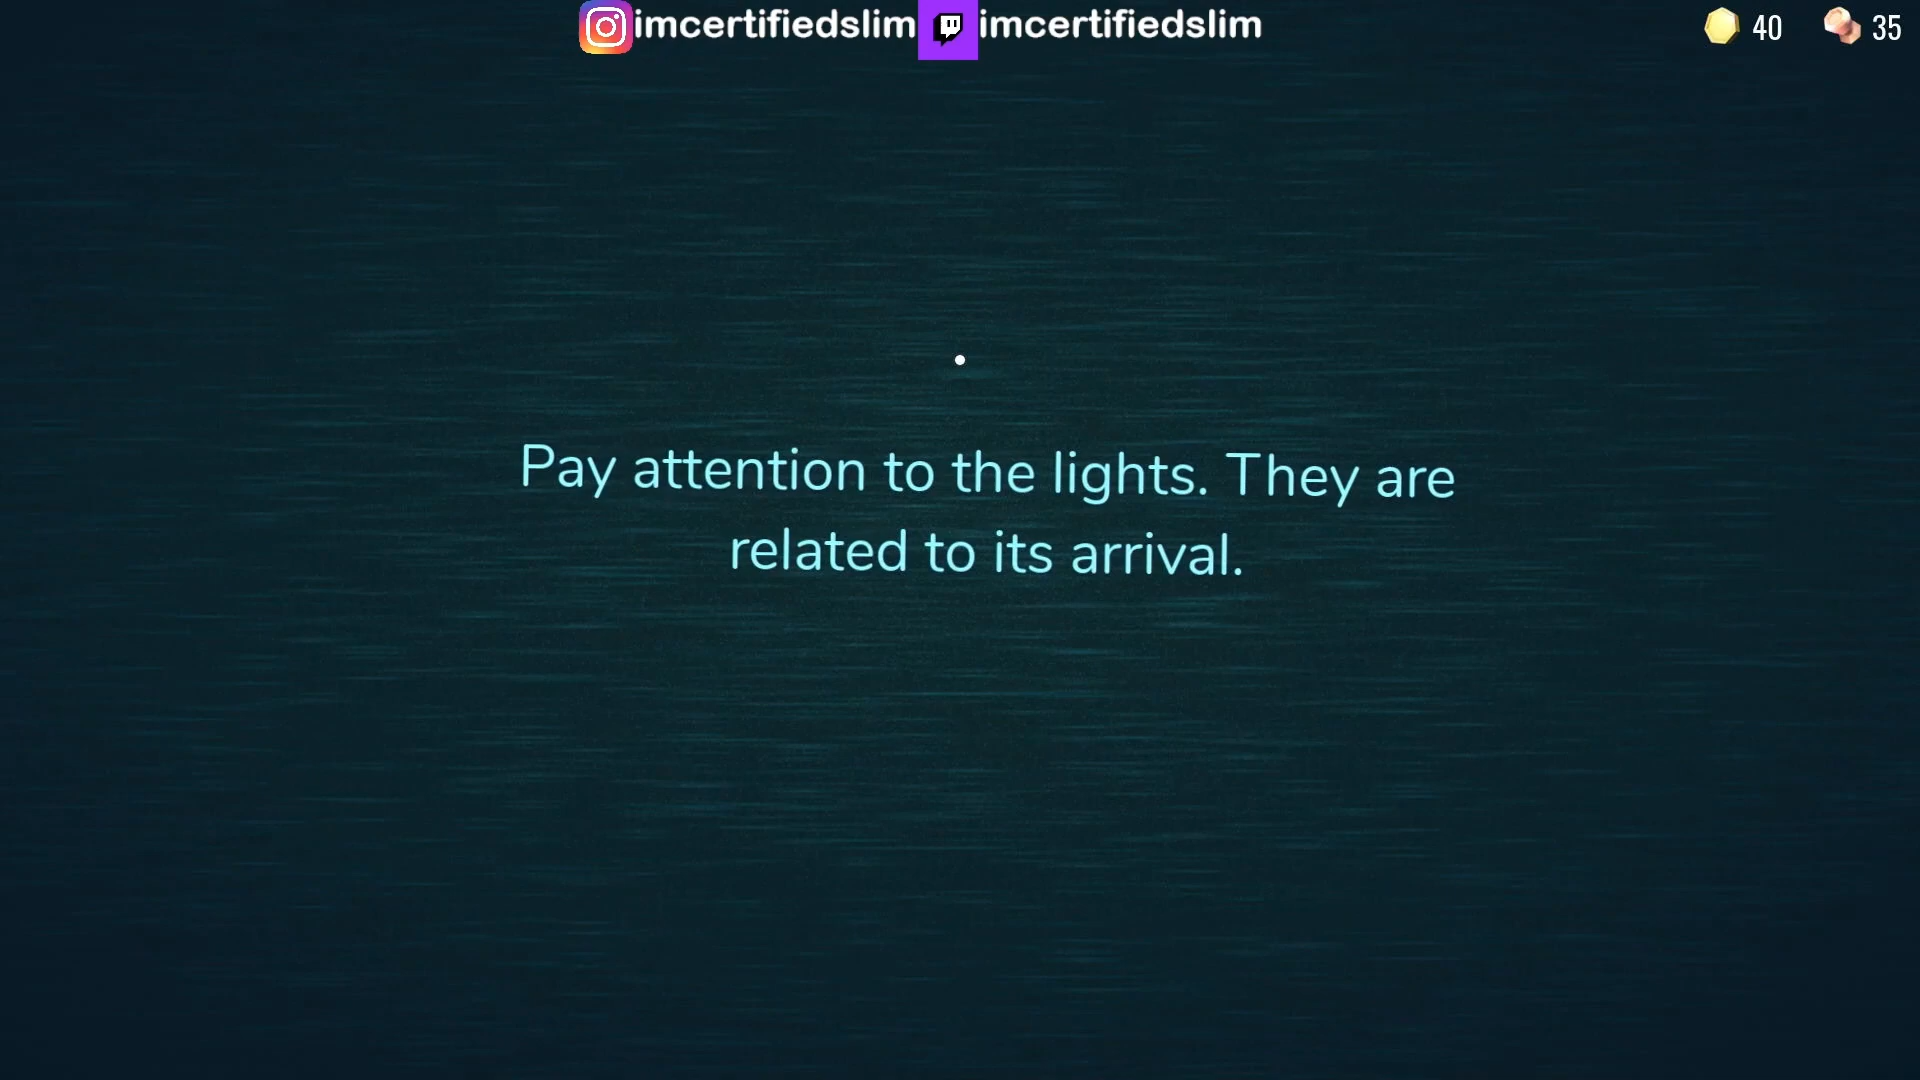 imcertifiedslim imcertifiedslim 40 35
Pay attention to the lights. They are
related to its arrival.